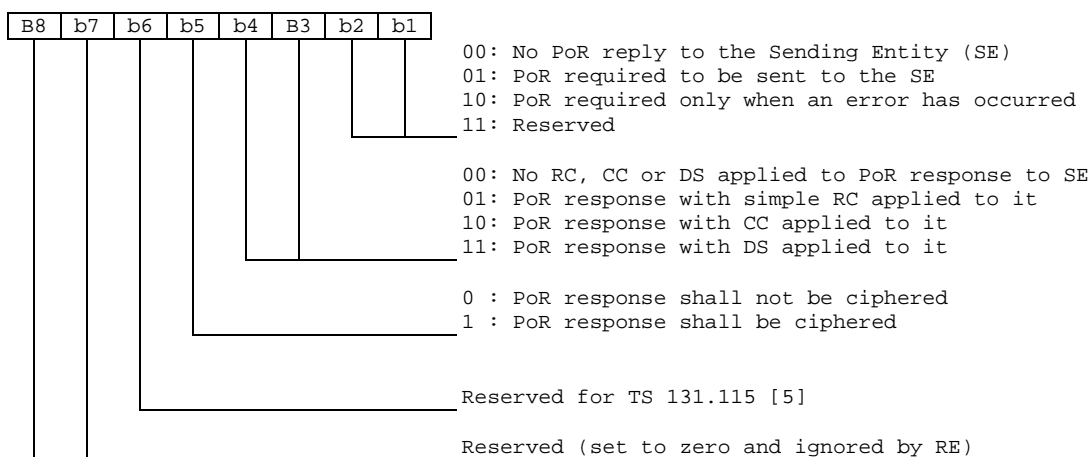 B8 b7 b6 b5 b4 B3 b2 b1
00: No PoR reply to the Sending Entity (SE)
01: PoR required to be sent to the SE
10: PoR required only when an error has occurred
11: Reserved
00: No RC, CC or DS applied to PoR response to SE
01: PoR response with simple RC applied to it
10: PoR response with CC applied to it
11: PoR response with DS applied to it
0 : PoR response shall not be ciphered
1 : PoR response shall be ciphered
Reserved for TS 131.115 [5]
Reserved (set to zero and ignored by RE)